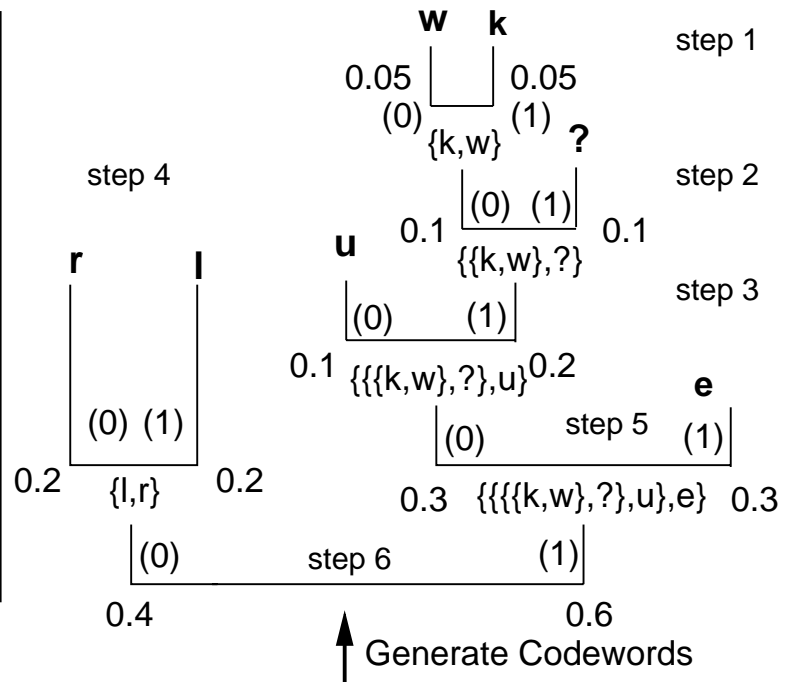 w k
step 1
0.05 0.05
(0) (1)
{k,w} ?
step 4 step 2
(0) (1)
0.1 0.1
u
{{k,w},?}
r l
step 3
(0) (1)
0.1 {{{k,w},?},u} 0.2
e
(0) (1) (0) step 5 (1)
0.2 {l,r} 0.2 0.3 {{{{k,w},?},u},e} 0.3
(0) step 6 (1)
0.4 0.6
Generate Codewords